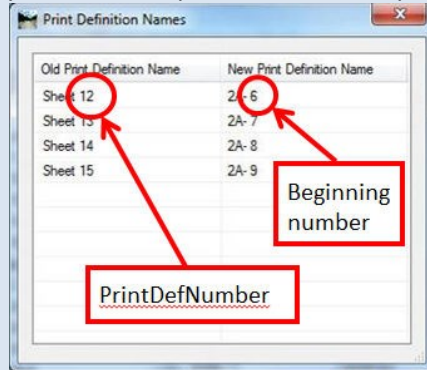 Print Definition Names
Old Print Definition Name New Print Definition Name
Sheet 12 2A- 6
Sheet 13 2A- 7
Sheet 14 2A- 8
Sheet 15 2A- 9
Beginning
number
PrintDefNumber